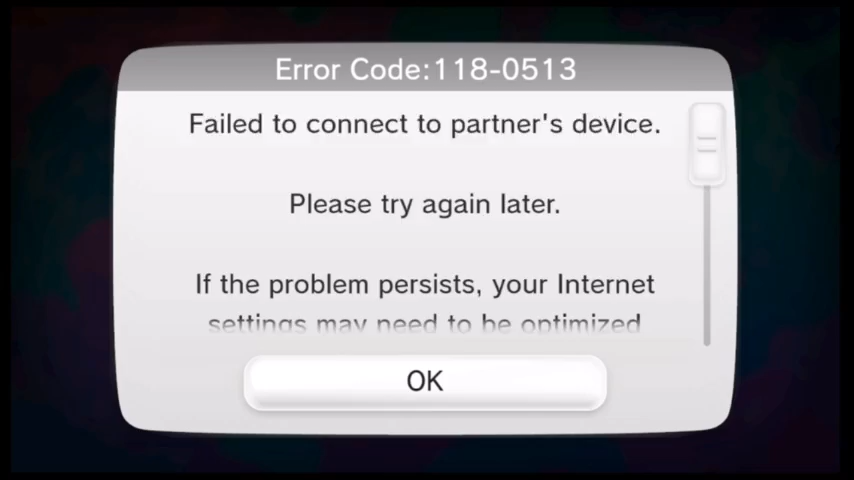 Error Code:118-0513
Failed to connect to partner's device.
Please try again later.
If the problem persists, your Internet
settings may need to be optimized
OK